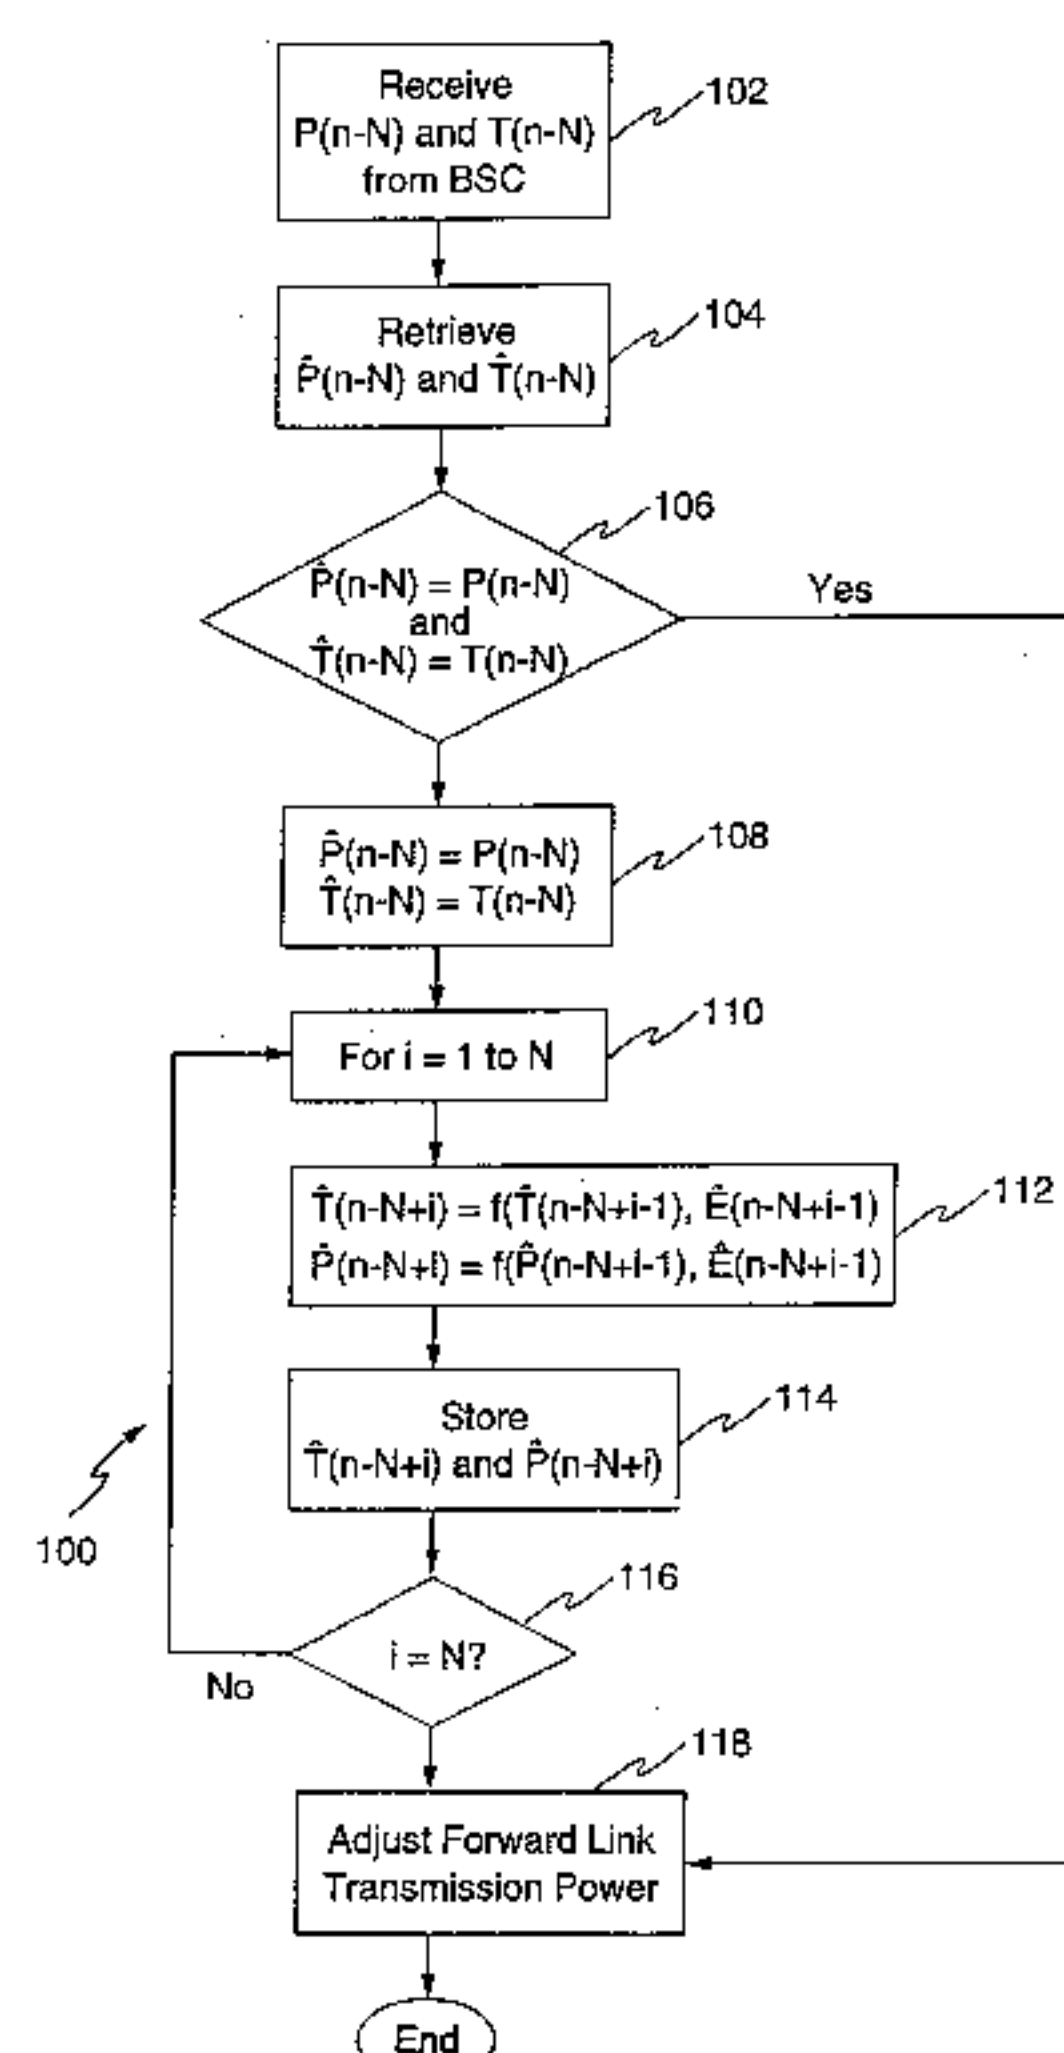 Receive
P(n-N) and T(n-N)
from BSC
102
Retrieve
P̂(n-N) and T̂(n-N)
104
106
P̂(n-N) = P(n-N)
and
T̂(n-N) = T(n-N)
Yes
P̂(n-N) = P(n-N)
T̂(n-N) = T(n-N)
108
For i = 1 to N
110
T̂(n-N+i) = f(T̂(n-N+i-1), Ê(n-N+i-1)
P̂(n-N+i) = f(P̂(n-N+i-1), Ê(n-N+i-1)
112
Store
T̂(n-N+i) and P̂(n-N+i)
114
100
116
i = N?
No
118
Adjust Forward Link
Transmission Power
End